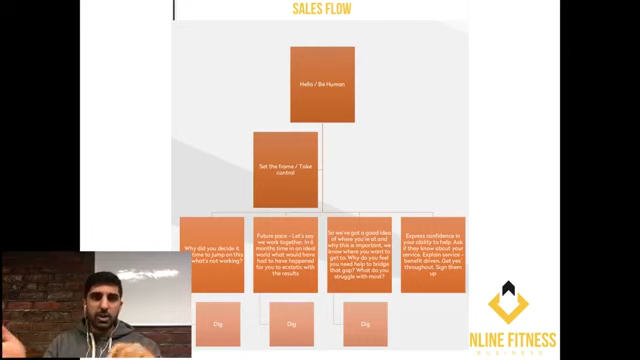 SALES FLOW
Hello / Be Human
Set the frame / Take
control
Why did you decide it
time to jump on this
what's not working?
Future pace - Let's say
we work together. In 6
months time in an ideal
world what would have
had to have happened
for you to ecstatic with
the results
So we've got a good idea
of where you're at and
why this is important, we
know where you want to
get to. Why do you feel
you need help to bridge
that gap? What do you
struggle with most?
Express confidence in
your ability to help. Ask
if they know about your
service. Explain service -
benefit driven. Get yes
throughout. Sign them
up
Dig
Dig
Dig
NLINE FITNESS
BUSINESS